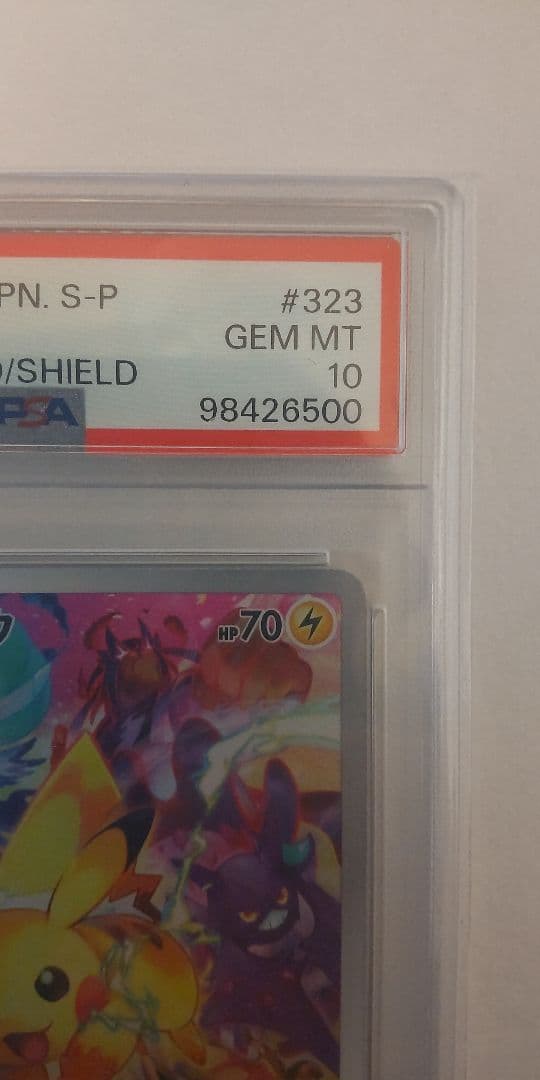 PN. S-P #323
GEM MT
/SHIELD 10
PSA 98426500
HP70